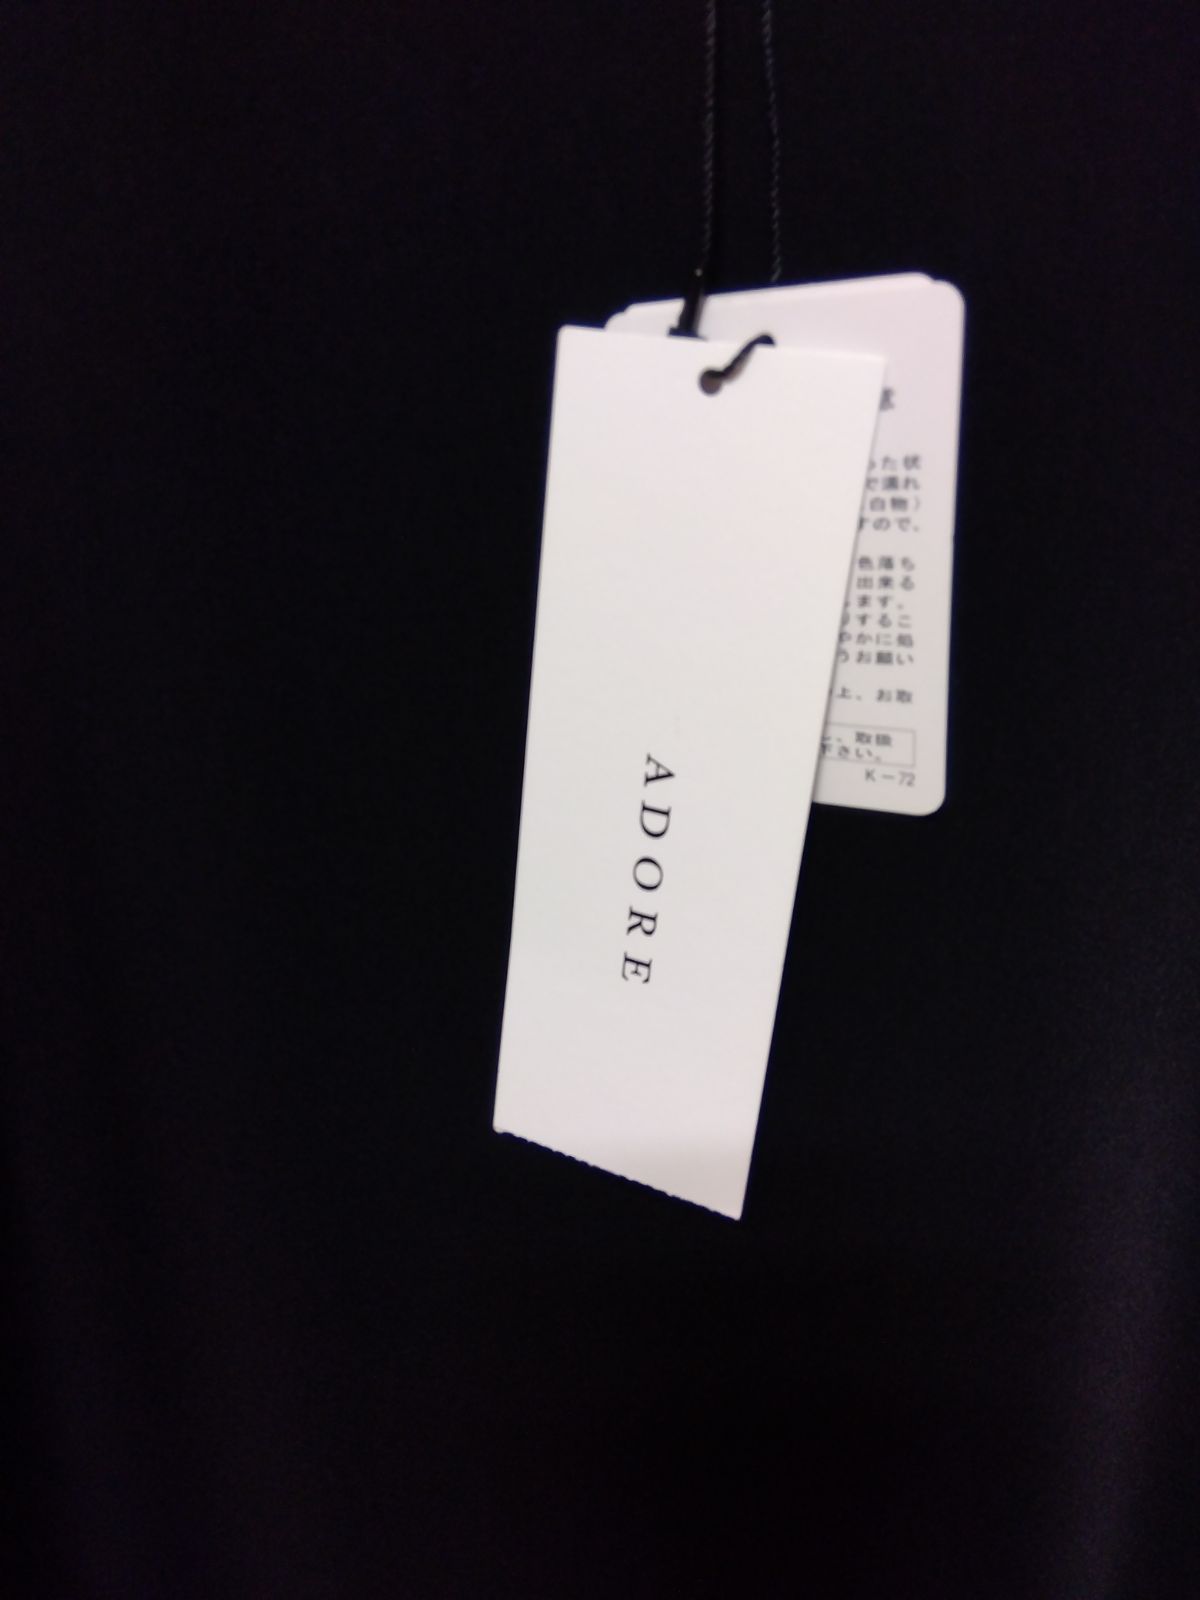 ADORE
た状
で濡れ
白物）
すので、
色落ち
出来る
ます。
するこ
やかに処
うお願い
上、お取
、取扱
下さい。
K－72